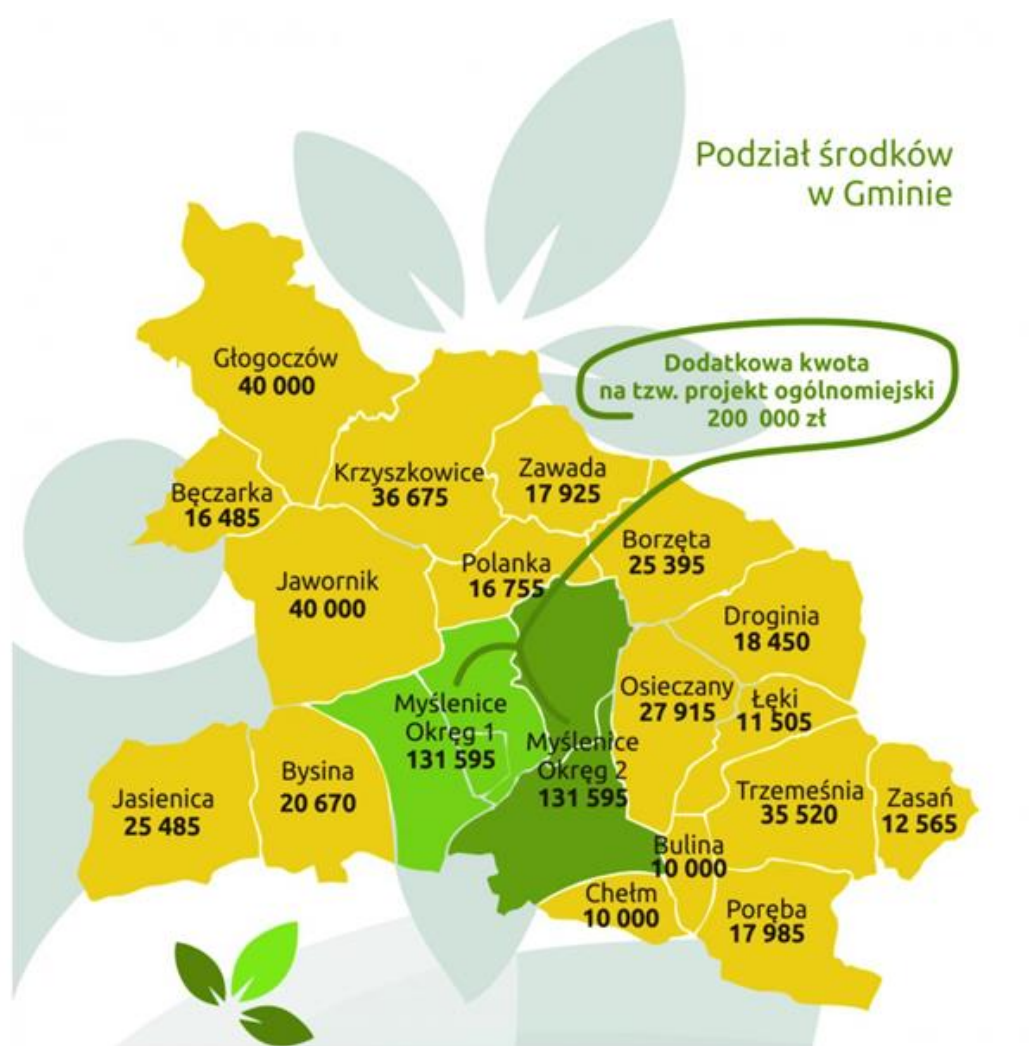 Podział środków
w Gminie
Dodatkowa kwota
na tzw. projekt ogólnomiejski
200 000 zł
Głogoczów
40 000
Krzyszkowice
36 675
Zawada
17 925
Bęczarka
16 485
Borzęta
25 395
Polanka
16 755
Jawornik
40 000
Droginia
18 450
Osieczany
27 915
Łęki
11 505
Myślenice
Okręg 1
131 595
Myślenice
Okręg 2
131 595
Bysina
20 670
Jasienica
25 485
Trzemeśnia
35 520
Zasań
12 565
Bulina
10 000
Chełm
10 000
Poręba
17 985